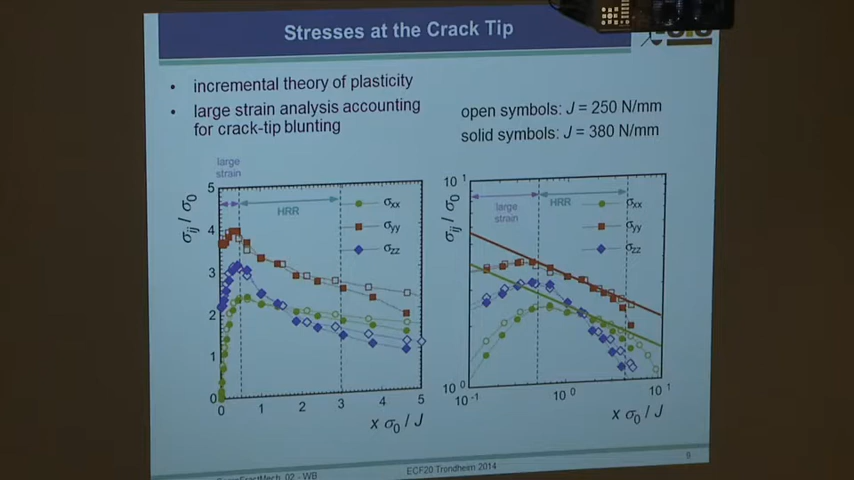 Stresses at the Crack Tip
• incremental theory of plasticity
• large strain analysis accounting
for crack-tip blunting
open symbols: J = 250 N/mm
solid symbols: J = 380 N/mm
large
strain
HRR
σij / σ0
5
4
3
2
1
0
σxx
σyy
σzz
0 1 2 3 4 5
x σ0 / J
σij / σ0
10¹
10⁰
large
strain
HRR
σxx
σyy
σzz
10⁻¹ 10⁰ 10¹
x σ0 / J
02 - WB
ECF20 Trondheim 2014
9